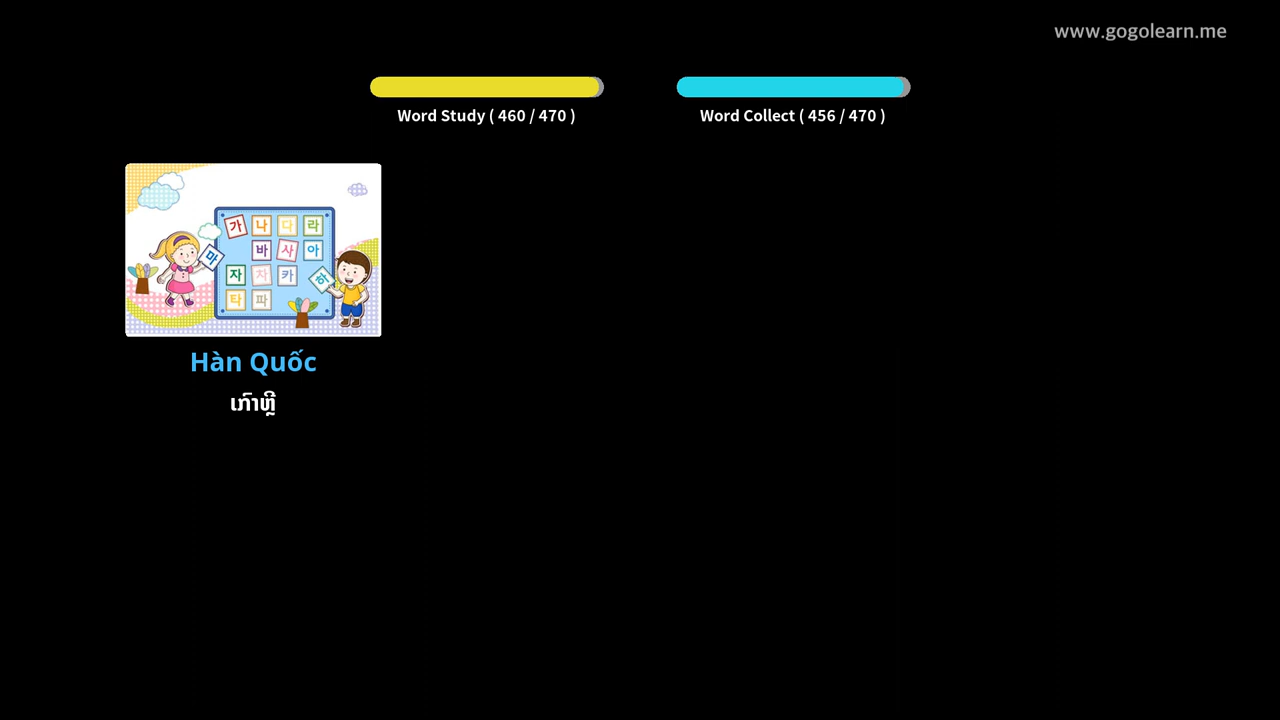 www.gogolearn.me
Word Study ( 460 / 470 )
Word Collect ( 456 / 470 )
가 나 다 라
마 바 사 아
자 차 카 하
타 파
Hàn Quốc
ເກົາຫຼີ